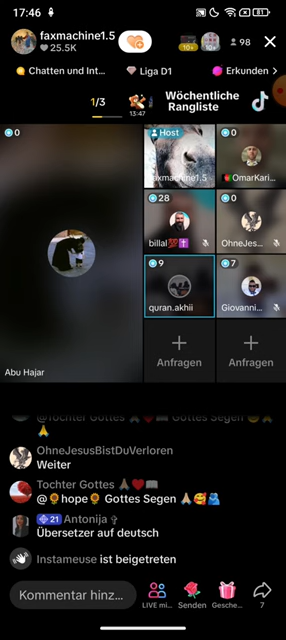 17:46
81
faxmachine1.5
25.5K
10+
10+
98
Chatten und Int...
Liga D1
Erkunden >
1/3
13:47
Wöchentliche
Rangliste
0
Host
faxmachine1.5
0
OmarKari...
28
billal💯✝️
0
OhneJes...
9
quran.akhii
7
Giovanni...
Abu Hajar
+
Anfragen
+
Anfragen
@Tochter Gottes 🙏🏽❤️📖 Gottes Segen
OhneJesusBistDuVerloren
Weiter
Tochter Gottes 🙏🏽❤️📖
@🌻hope🌻 Gottes Segen 🙏🏽🥰🫂
21 Antonija ✞
Übersetzer auf deutsch
Instameuse ist beigetreten
Kommentar hinz...
LIVE mi...
Senden
Gesche...
7